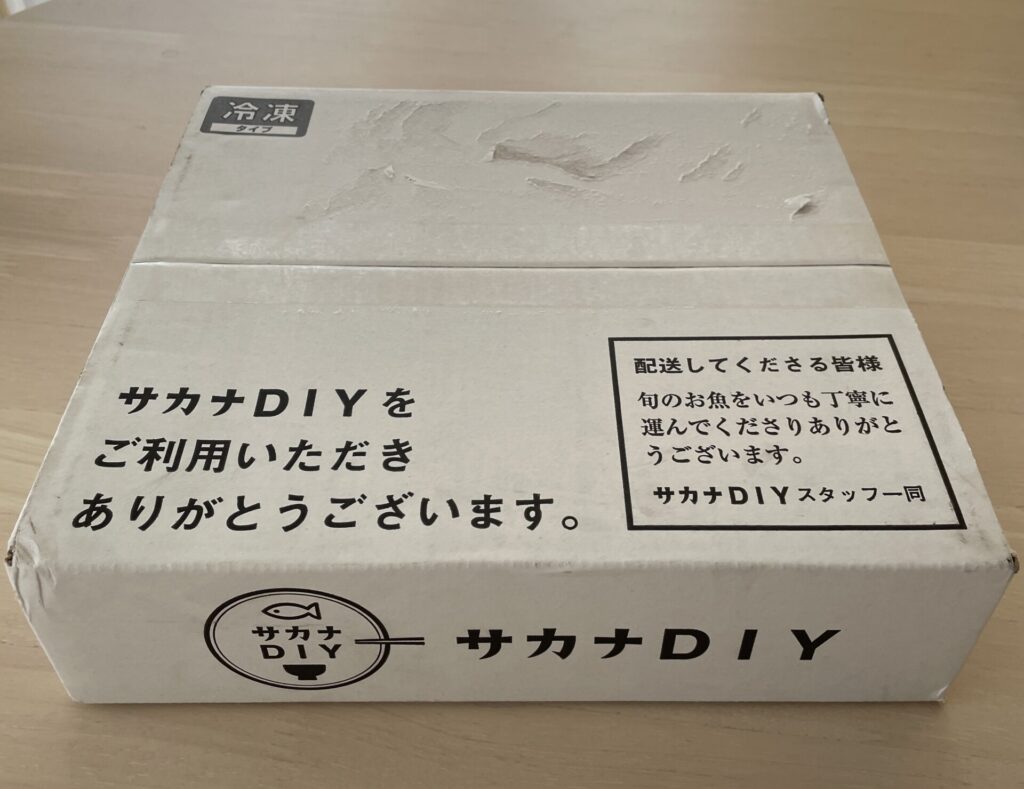 冷凍
タイプ
サカナDIYを
ご利用いただき
ありがとうございます。
配送してくださる皆様
旬のお魚をいつも丁寧に
運んでくださりありがと
うございます。
サカナDIYスタッフ一同
サカナ
DIY
サカナDIY